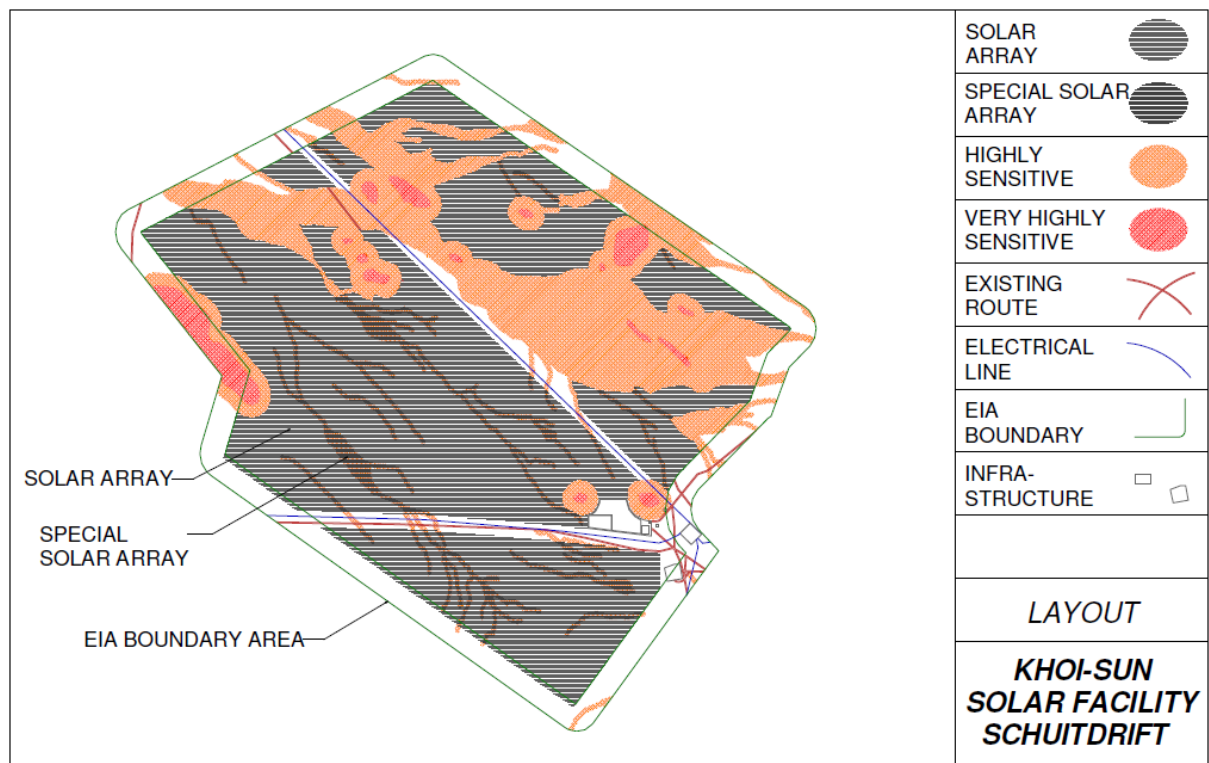 SOLAR ARRAY
SPECIAL
SOLAR ARRAY
EIA BOUNDARY AREA
SOLAR
ARRAY
SPECIAL SOLAR
ARRAY
HIGHLY
SENSITIVE
VERY HIGHLY
SENSITIVE
EXISTING
ROUTE
ELECTRICAL
LINE
EIA
BOUNDARY
INFRA-
STRUCTURE
LAYOUT
KHOI-SUN
SOLAR FACILITY
SCHUITDRIFT